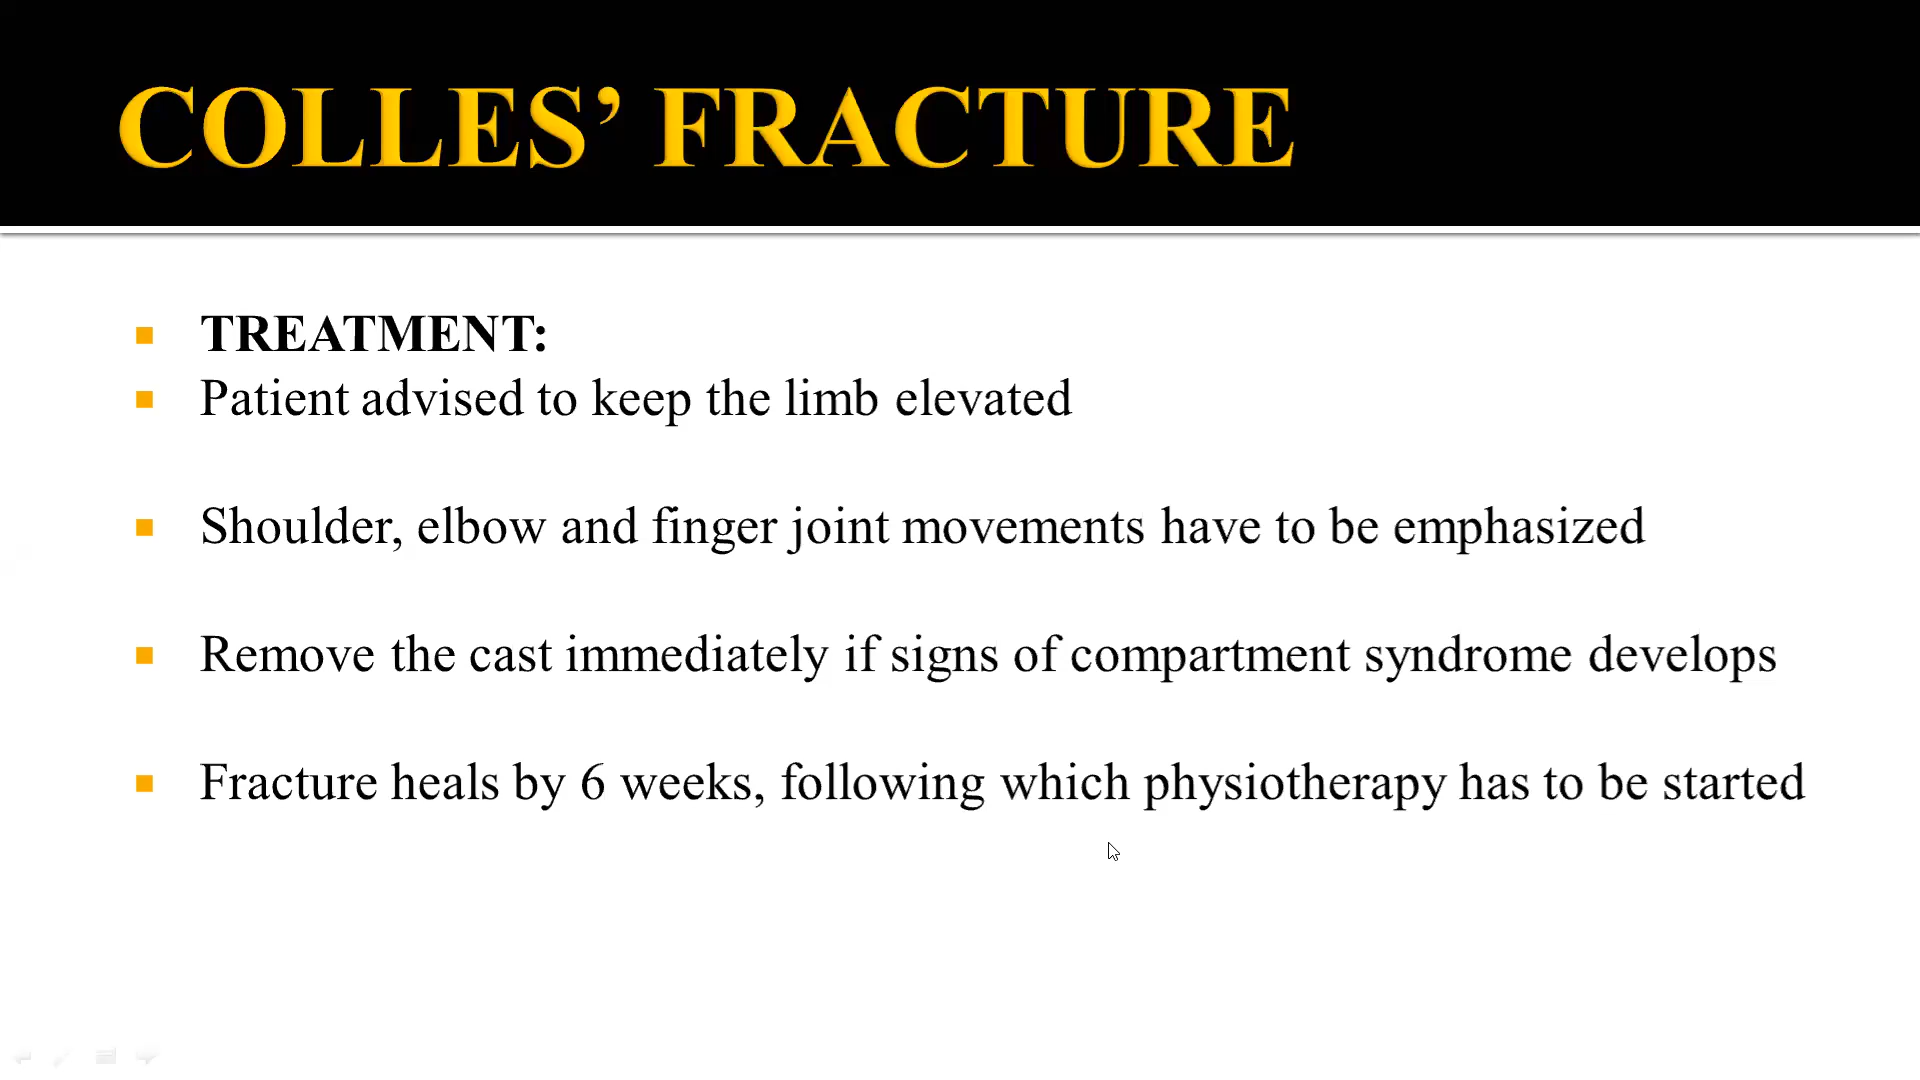 COLLES’ FRACTURE
TREATMENT:
Patient advised to keep the limb elevated
Shoulder, elbow and finger joint movements have to be emphasized
Remove the cast immediately if signs of compartment syndrome develops
Fracture heals by 6 weeks, following which physiotherapy has to be started